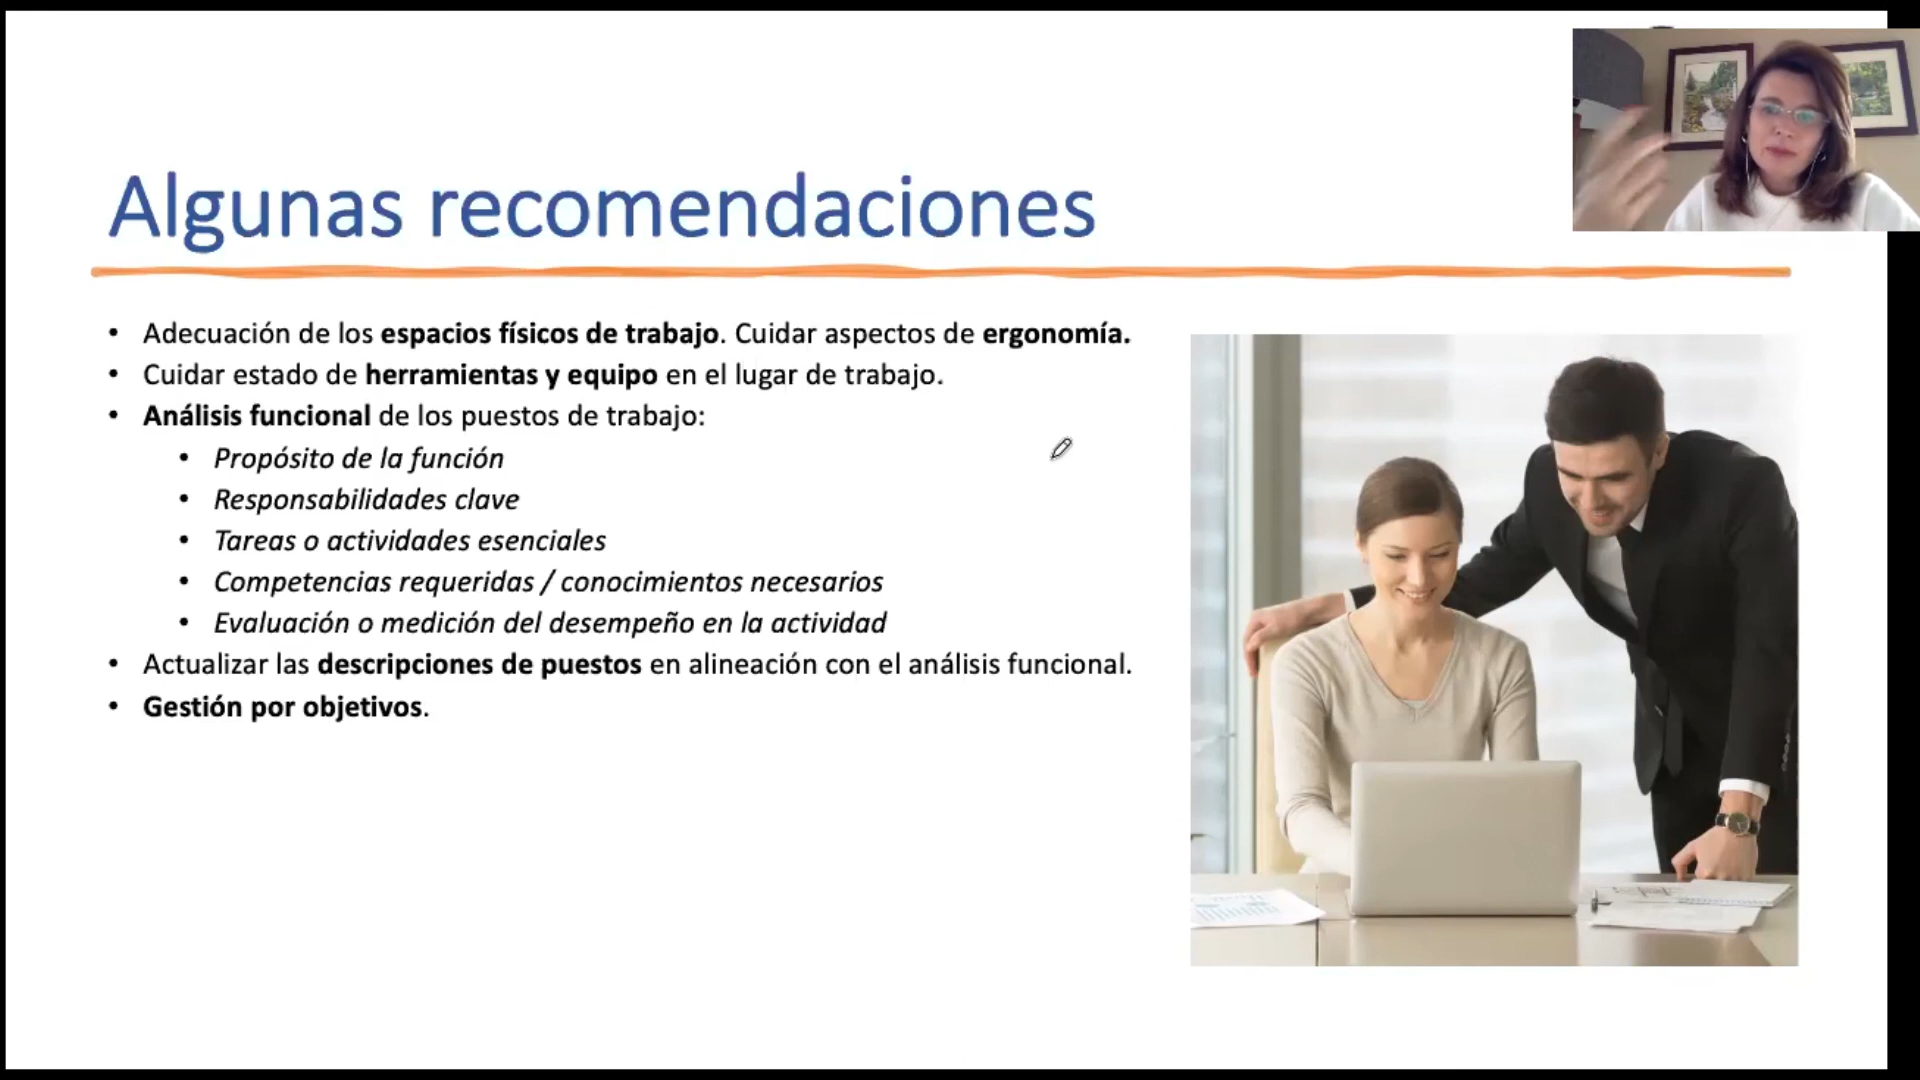 Algunas recomendaciones
• Adecuación de los espacios físicos de trabajo. Cuidar aspectos de ergonomía.
• Cuidar estado de herramientas y equipo en el lugar de trabajo.
• Análisis funcional de los puestos de trabajo:
• Propósito de la función
• Responsabilidades clave
• Tareas o actividades esenciales
• Competencias requeridas / conocimientos necesarios
• Evaluación o medición del desempeño en la actividad
• Actualizar las descripciones de puestos en alineación con el análisis funcional.
• Gestión por objetivos.